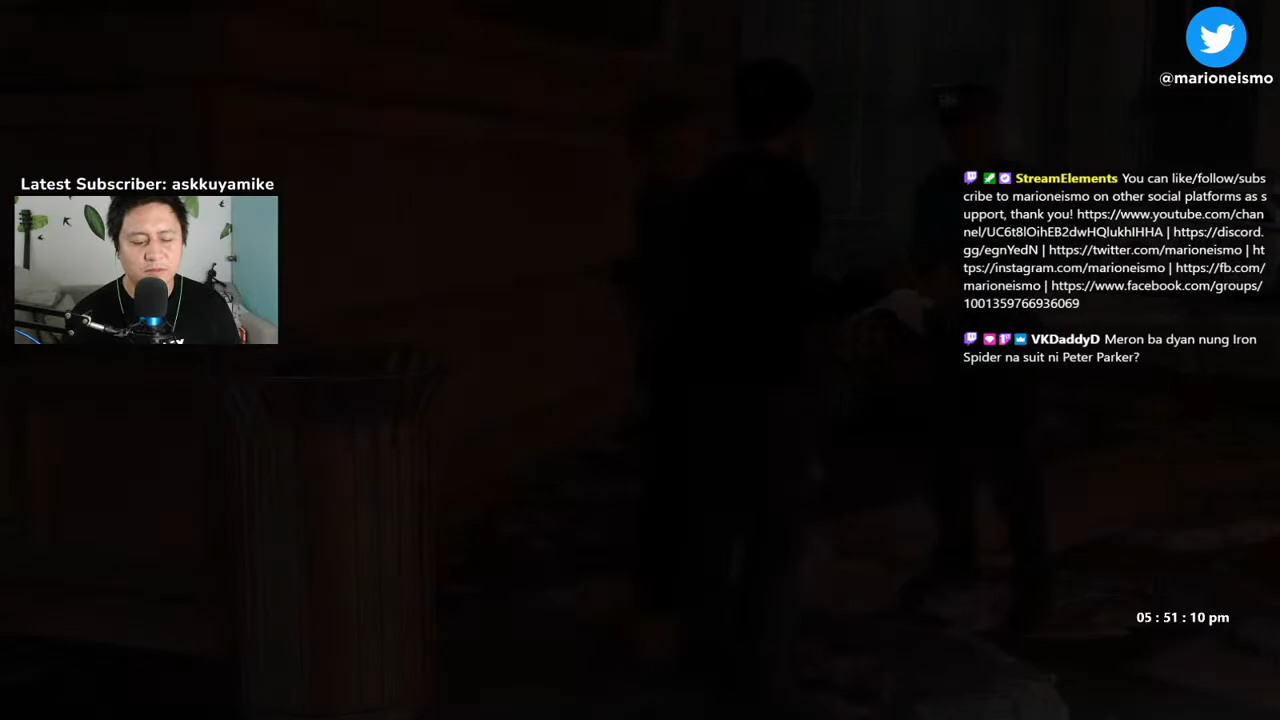 @marioneismo
Latest Subscriber: askkuyamike
StreamElements You can like/follow/subs
cribe to marioneismo on other social platforms as s
upport, thank you! https://www.youtube.com/chan
nel/UC6t8lOihEB2dwHQlukhlHHA | https://discord.
gg/egnYedN | https://twitter.com/marioneismo | ht
tps://instagram.com/marioneismo | https://fb.com/
marioneismo | https://www.facebook.com/groups/
1001359766936069
VKDaddyD Meron ba dyan nung Iron
Spider na suit ni Peter Parker?
05 : 51 : 10 pm